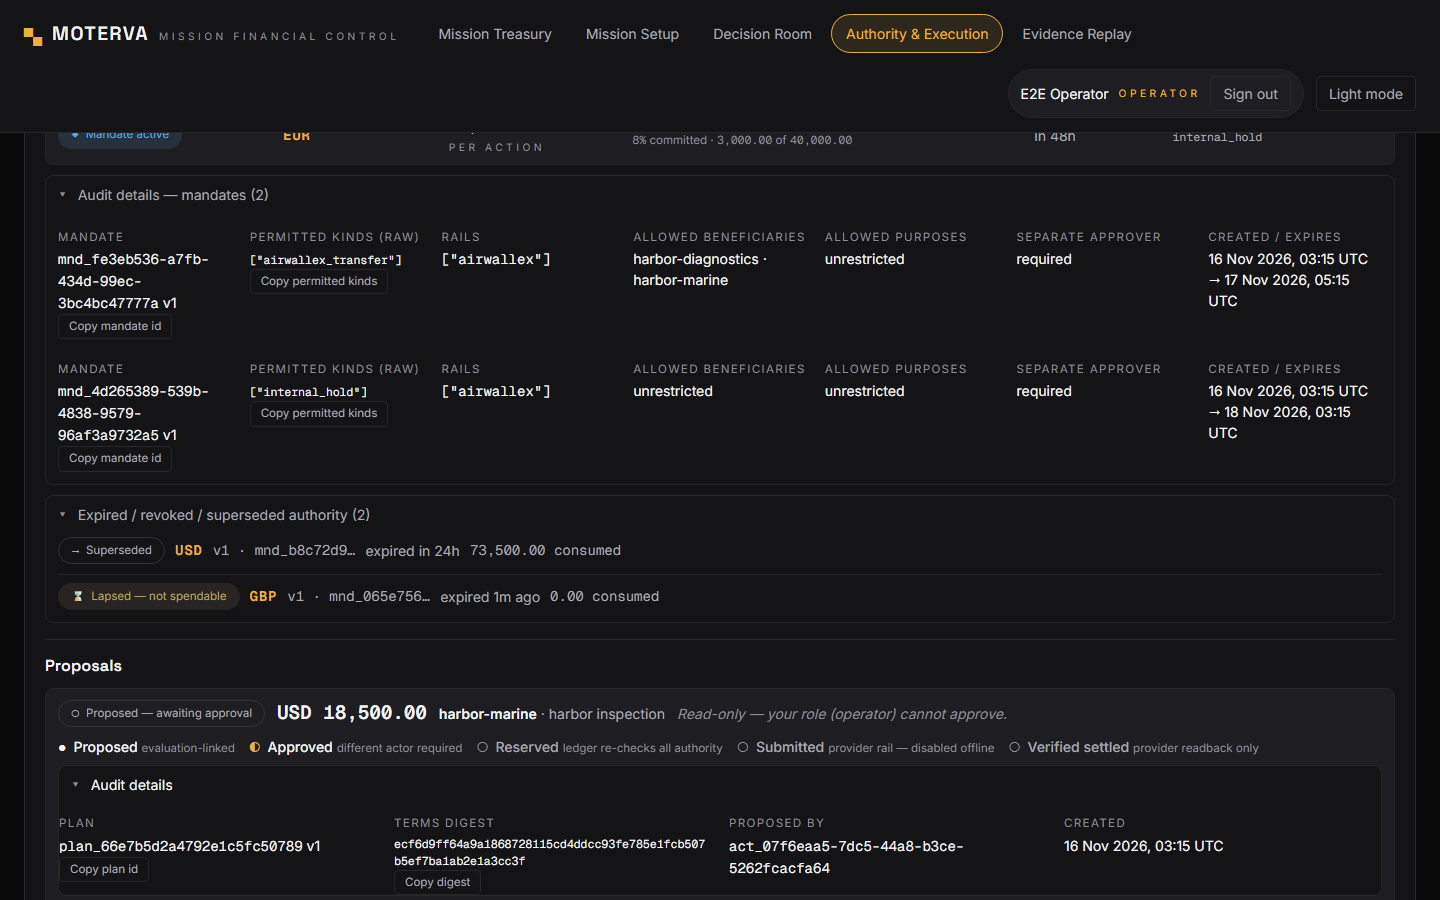 MOTERVA MISSION FINANCIAL CONTROL Mission Treasury Mission Setup Decision Room Authority & Execution Evidence Replay
E2E Operator OPERATOR Sign out Light mode
Mandate active EUR PER ACTION 8% committed · 3,000.00 of 40,000.00 in 48h internal_hold
▾ Audit details — mandates (2)
MANDATE PERMITTED KINDS (RAW) RAILS ALLOWED BENEFICIARIES ALLOWED PURPOSES SEPARATE APPROVER CREATED / EXPIRES
mnd_fe3eb536-a7fb- ["airwallex_transfer"] ["airwallex"] harbor-diagnostics · unrestricted required 16 Nov 2026, 03:15 UTC
434d-99ec- Copy permitted kinds harbor-marine → 17 Nov 2026, 05:15
3bc4bc47777a v1 UTC
Copy mandate id
MANDATE PERMITTED KINDS (RAW) RAILS ALLOWED BENEFICIARIES ALLOWED PURPOSES SEPARATE APPROVER CREATED / EXPIRES
mnd_4d265389-539b- ["internal_hold"] ["airwallex"] unrestricted unrestricted required 16 Nov 2026, 03:15 UTC
4838-9579- Copy permitted kinds → 18 Nov 2026, 03:15
96af3a9732a5 v1 UTC
Copy mandate id
▾ Expired / revoked / superseded authority (2)
→ Superseded USD v1 · mnd_b8c72d9… expired in 24h 73,500.00 consumed
⌛ Lapsed — not spendable GBP v1 · mnd_065e756… expired 1m ago 0.00 consumed
Proposals
○ Proposed — awaiting approval USD 18,500.00 harbor-marine · harbor inspection Read-only — your role (operator) cannot approve.
● Proposed evaluation-linked ◐ Approved different actor required ○ Reserved ledger re-checks all authority ○ Submitted provider rail — disabled offline ○ Verified settled provider readback only
▾ Audit details
PLAN TERMS DIGEST PROPOSED BY CREATED
plan_66e7b5d2a4792e1c5fc50789 v1 ecf6d9ff64a9a186872811​5cd4ddcc93fe785e1fcb507 act_07f6eaa5-7dc5-44a8-b3ce- 16 Nov 2026, 03:15 UTC
Copy plan id b5ef7ba1ab2e1a3cc3f 5262fcacfa64
Copy digest